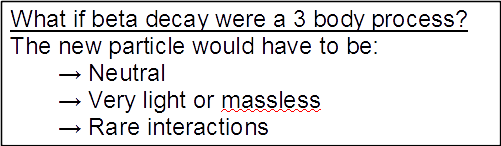 What if beta decay were a 3 body process?
The new particle would have to be:
→ Neutral
→ Very light or massless
→ Rare interactions